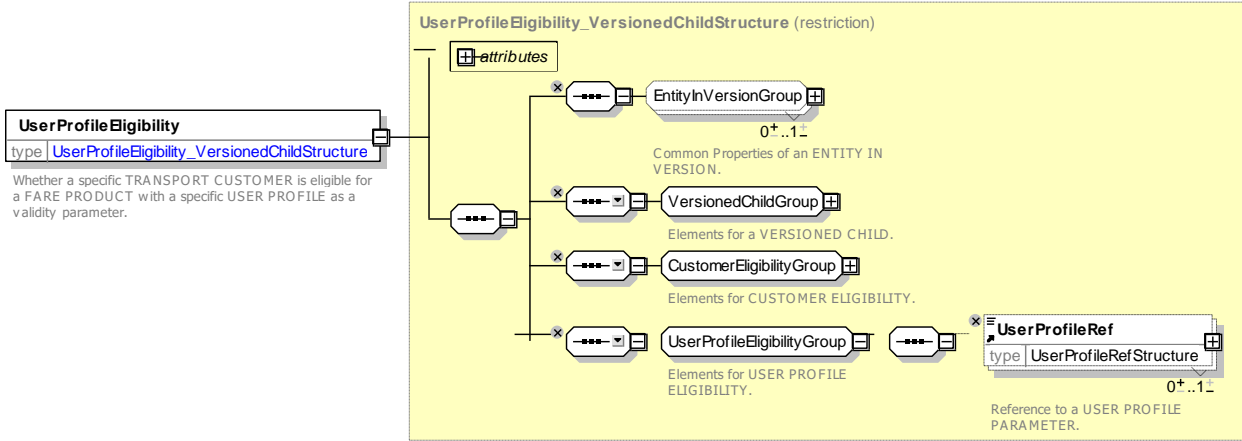 UserProfileEligibility_VersionedChildStructure (restriction)
attributes
UserProfileEligibility
type UserProfileEligibility_VersionedChildStructure
Whether a specific TRANSPORT CUSTOMER is eligible for
a FARE PRODUCT with a specific USER PROFILE as a
validity parameter.
EntityInVersionGroup
0..1
Common Properties of an ENTITY IN
VERSION.
VersionedChildGroup
Elements for a VERSIONED CHILD.
CustomerEligibilityGroup
Elements for CUSTOMER ELIGIBILITY.
UserProfileEligibilityGroup
Elements for USER PROFILE
ELIGIBILITY.
UserProfileRef
type UserProfileRefStructure
0..1
Reference to a USER PROFILE
PARAMETER.